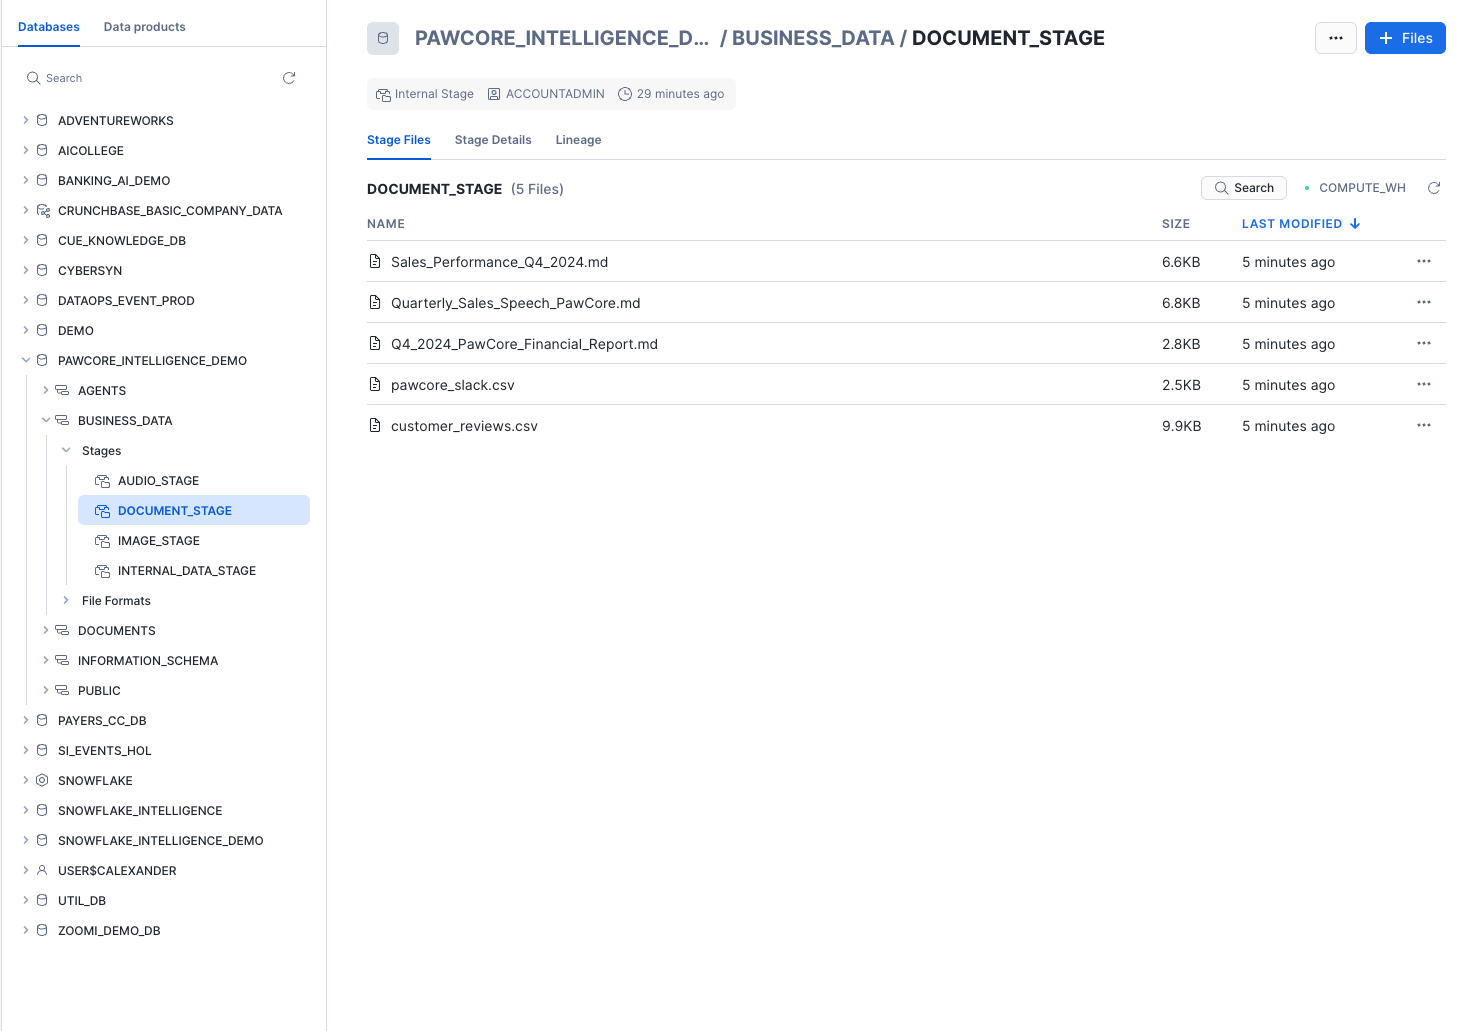 Databases Data products
Search
ADVENTUREWORKS
AICOLLEGE
BANKING_AI_DEMO
CRUNCHBASE_BASIC_COMPANY_DATA
CUE_KNOWLEDGE_DB
CYBERSYN
DATAOPS_EVENT_PROD
DEMO
PAWCORE_INTELLIGENCE_DEMO
AGENTS
BUSINESS_DATA
Stages
AUDIO_STAGE
DOCUMENT_STAGE
IMAGE_STAGE
INTERNAL_DATA_STAGE
File Formats
DOCUMENTS
INFORMATION_SCHEMA
PUBLIC
PAYERS_CC_DB
SI_EVENTS_HOL
SNOWFLAKE
SNOWFLAKE_INTELLIGENCE
SNOWFLAKE_INTELLIGENCE_DEMO
USER$CALEXANDER
UTIL_DB
ZOOMI_DEMO_DB
PAWCORE_INTELLIGENCE_D... / BUSINESS_DATA / DOCUMENT_STAGE
+ Files
Internal Stage ACCOUNTADMIN 29 minutes ago
Stage Files Stage Details Lineage
DOCUMENT_STAGE (5 Files) Search COMPUTE_WH
NAME SIZE LAST MODIFIED
Sales_Performance_Q4_2024.md 6.6KB 5 minutes ago
Quarterly_Sales_Speech_PawCore.md 6.8KB 5 minutes ago
Q4_2024_PawCore_Financial_Report.md 2.8KB 5 minutes ago
pawcore_slack.csv 2.5KB 5 minutes ago
customer_reviews.csv 9.9KB 5 minutes ago